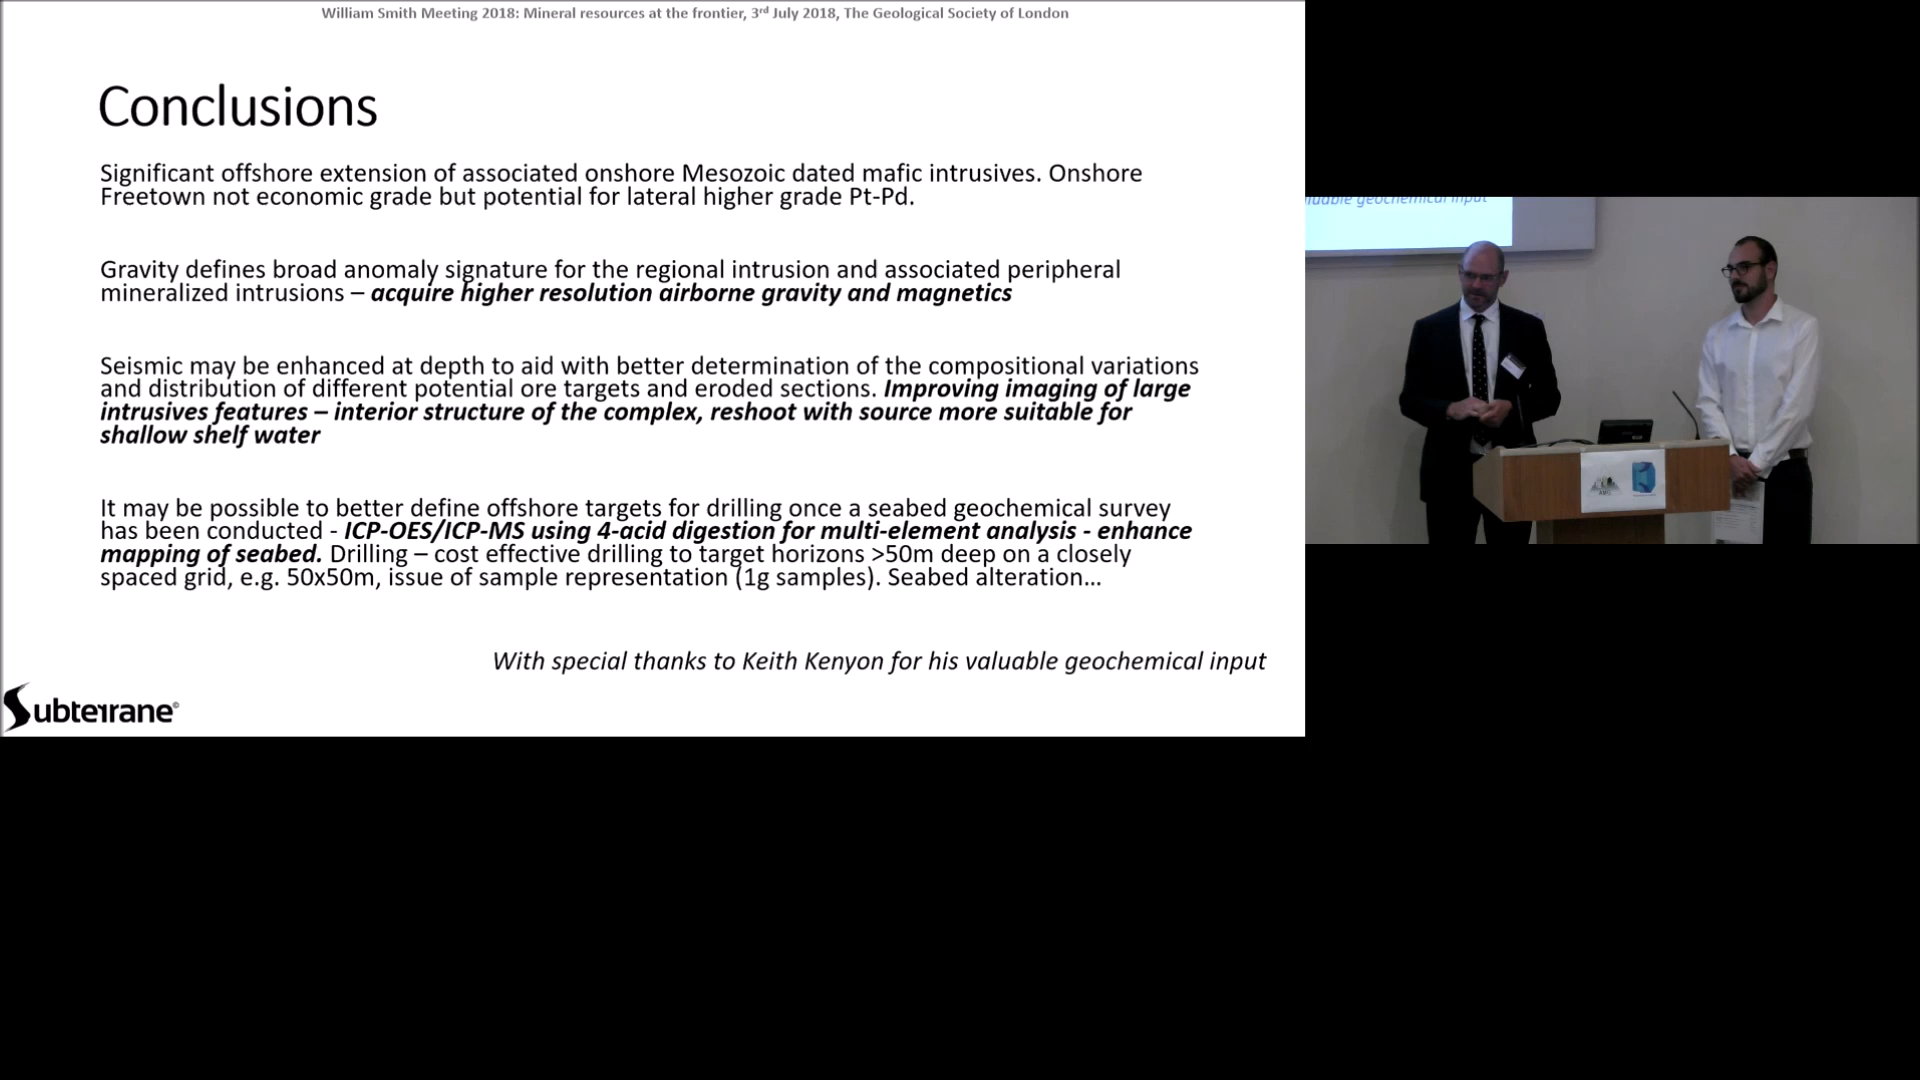 William Smith Meeting 2018: Mineral resources at the frontier, 3rd July 2018, The Geological Society of London
Conclusions
Significant offshore extension of associated onshore Mesozoic dated mafic intrusives. Onshore
Freetown not economic grade but potential for lateral higher grade Pt-Pd.
Gravity defines broad anomaly signature for the regional intrusion and associated peripheral
mineralized intrusions – acquire higher resolution airborne gravity and magnetics
Seismic may be enhanced at depth to aid with better determination of the compositional variations
and distribution of different potential ore targets and eroded sections. Improving imaging of large
intrusives features – interior structure of the complex, reshoot with source more suitable for
shallow shelf water
It may be possible to better define offshore targets for drilling once a seabed geochemical survey
has been conducted - ICP-OES/ICP-MS using 4-acid digestion for multi-element analysis - enhance
mapping of seabed. Drilling – cost effective drilling to target horizons >50m deep on a closely
spaced grid, e.g. 50x50m, issue of sample representation (1g samples). Seabed alteration...
With special thanks to Keith Kenyon for his valuable geochemical input
Subterrane©
geochemical input